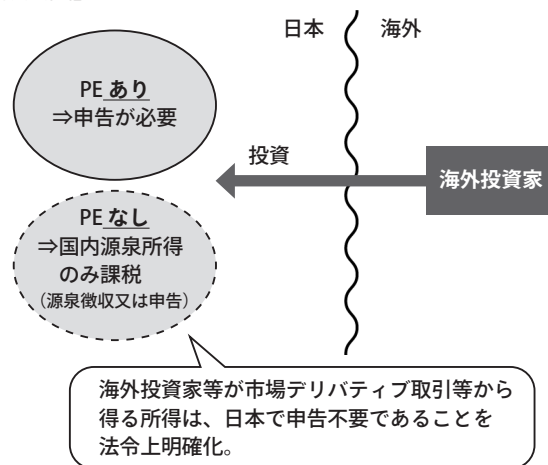 日本
海外
PE あり
⇒申告が必要
投資
海外投資家
PE なし
⇒国内源泉所得
のみ課税
（源泉徴収又は申告）
海外投資家等が市場デリバティブ取引等から
得る所得は、日本で申告不要であることを
法令上明確化。